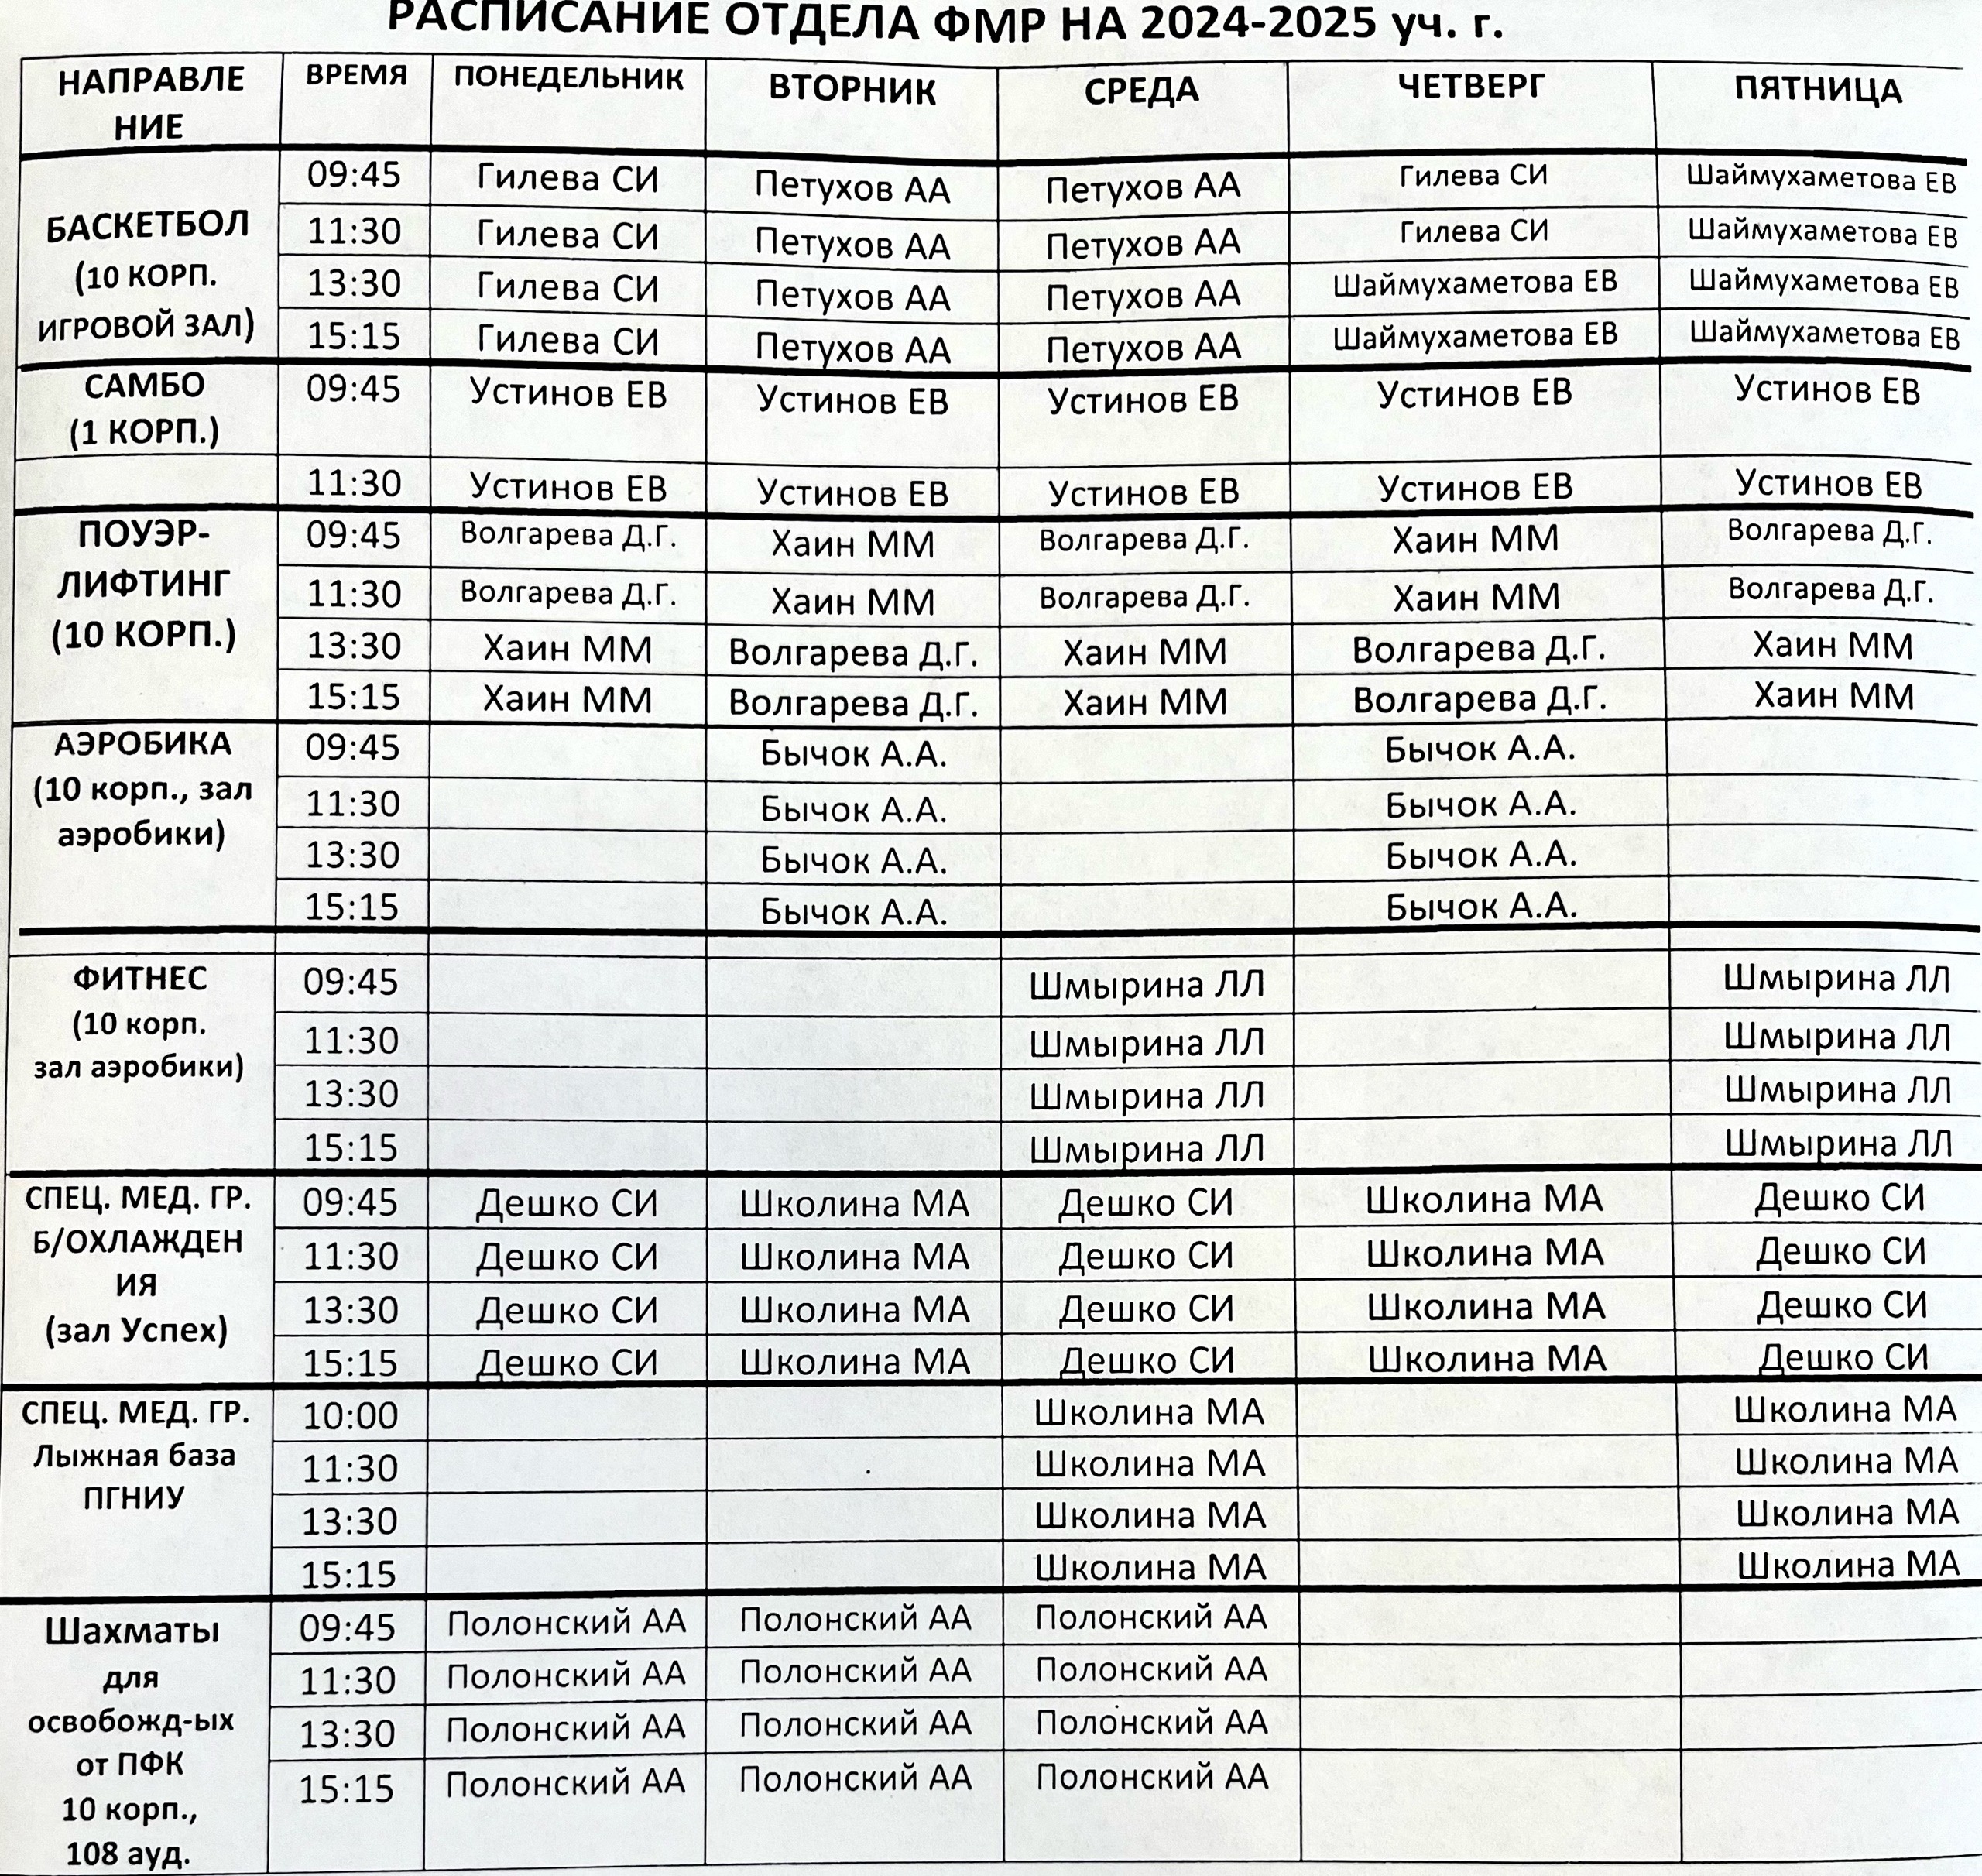 РАСПИСАНИЕ ОТДЕЛА ФМР НА 2024-2025 уч. г.
НАПРАВЛЕ ВРЕМЯ ПОНЕДЕЛЬНИК ВТОРНИК СРЕДА ЧЕТВЕРГ ПЯТНИЦА
НИЕ
09:45 Гилева СИ Петухов АА Петухов АА Гилева СИ Шаймухаметова ЕВ
БАСКЕТБОЛ 11:30 Гилева СИ Петухов АА Петухов АА Гилева СИ Шаймухаметова ЕВ
(10 КОРП. 13:30 Гилева СИ Петухов АА Петухов АА Шаймухаметова ЕВ Шаймухаметова ЕВ
ИГРОВОЙ ЗАЛ) 15:15 Гилева СИ Петухов АА Петухов АА Шаймухаметова ЕВ Шаймухаметова ЕВ
САМБО 09:45 Устинов ЕВ Устинов ЕВ Устинов ЕВ Устинов ЕВ Устинов ЕВ
(1 КОРП.)
11:30 Устинов ЕВ Устинов ЕВ Устинов ЕВ Устинов ЕВ Устинов ЕВ
ПОУЭР- 09:45 Волгарева Д.Г. Хаин ММ Волгарева Д.Г. Хаин ММ Волгарева Д.Г.
ЛИФТИНГ 11:30 Волгарева Д.Г. Хаин ММ Волгарева Д.Г. Хаин ММ Волгарева Д.Г.
(10 КОРП.) 13:30 Хаин ММ Волгарева Д.Г. Хаин ММ Волгарева Д.Г. Хаин ММ
15:15 Хаин ММ Волгарева Д.Г. Хаин ММ Волгарева Д.Г. Хаин ММ
АЭРОБИКА 09:45 Бычок А.А. Бычок А.А.
(10 корп., зал 11:30 Бычок А.А. Бычок А.А.
аэробики) 13:30 Бычок А.А. Бычок А.А.
15:15 Бычок А.А. Бычок А.А.
ФИТНЕС 09:45 Шмырина ЛЛ Шмырина ЛЛ
(10 корп. 11:30 Шмырина ЛЛ Шмырина ЛЛ
зал аэробики) 13:30 Шмырина ЛЛ Шмырина ЛЛ
15:15 Шмырина ЛЛ Шмырина ЛЛ
СПЕЦ. МЕД. ГР. 09:45 Дешко СИ Школина МА Дешко СИ Школина МА Дешко СИ
Б/ОХЛАЖДЕН 11:30 Дешко СИ Школина МА Дешко СИ Школина МА Дешко СИ
ИЯ 13:30 Дешко СИ Школина МА Дешко СИ Школина МА Дешко СИ
(зал Успех) 15:15 Дешко СИ Школина МА Дешко СИ Школина МА Дешко СИ
СПЕЦ. МЕД. ГР. 10:00 Школина МА Школина МА
Лыжная база 11:30 Школина МА Школина МА
ПГНИУ 13:30 Школина МА Школина МА
15:15 Школина МА Школина МА
Шахматы 09:45 Полонский АА Полонский АА Полонский АА
для 11:30 Полонский АА Полонский АА Полонский АА
освобожд-ых 13:30 Полонский АА Полонский АА Полонский АА
от ПФК 15:15 Полонский АА Полонский АА Полонский АА
10 корп.,
108 ауд.